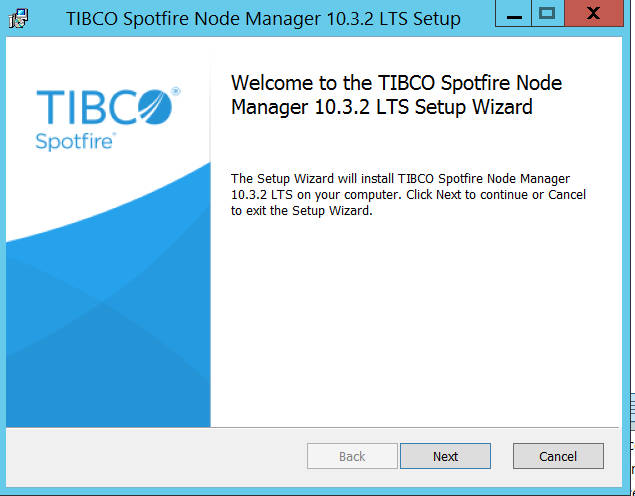 TIBCO Spotfire Node Manager 10.3.2 LTS Setup
X
TIBCO®
Spotfire®
Welcome to the TIBCO Spotfire Node
Manager 10.3.2 LTS Setup Wizard
The Setup Wizard will install TIBCO Spotfire Node Manager
10.3.2 LTS on your computer. Click Next to continue or Cancel
to exit the Setup Wizard.
Back
Next
Cancel